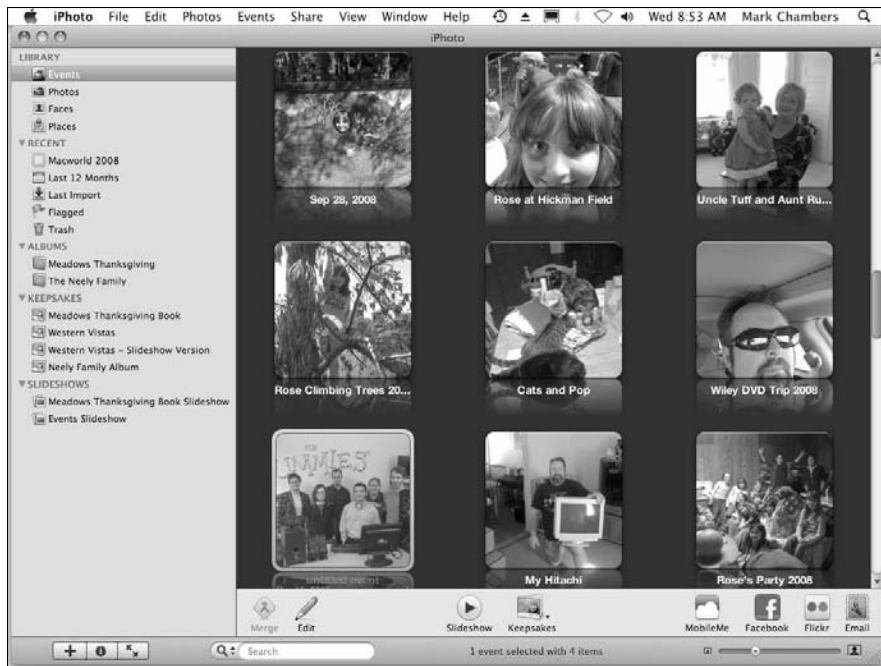 iPhoto File Edit Photos Events Share View Window Help Wed 8:53 AM Mark Chambers
iPhoto
LIBRARY
Events
Photos
Faces
Places
RECENT
Macworld 2008
Last 12 Months
Last Import
Flagged
Trash
ALBUMS
Meadows Thanksgiving
The Neely Family
KEEPSAKES
Meadows Thanksgiving Book
Western Vistas
Western Vistas – Slideshow Version
Neely Family Album
SLIDESHOWS
Meadows Thanksgiving Book Slideshow
Events Slideshow
Sep 28, 2008
Rose at Hickman Field
Uncle Tuff and Aunt Ru...
Rose Climbing Trees 20...
Cats and Pop
Wiley DVD Trip 2008
FOR
DUMMIES
untitled event
My Hitachi
Rose's Party 2008
Merge
Edit
Slideshow
Keepsakes
MobileMe
Facebook
Flickr
Email
Search
1 event selected with 4 items